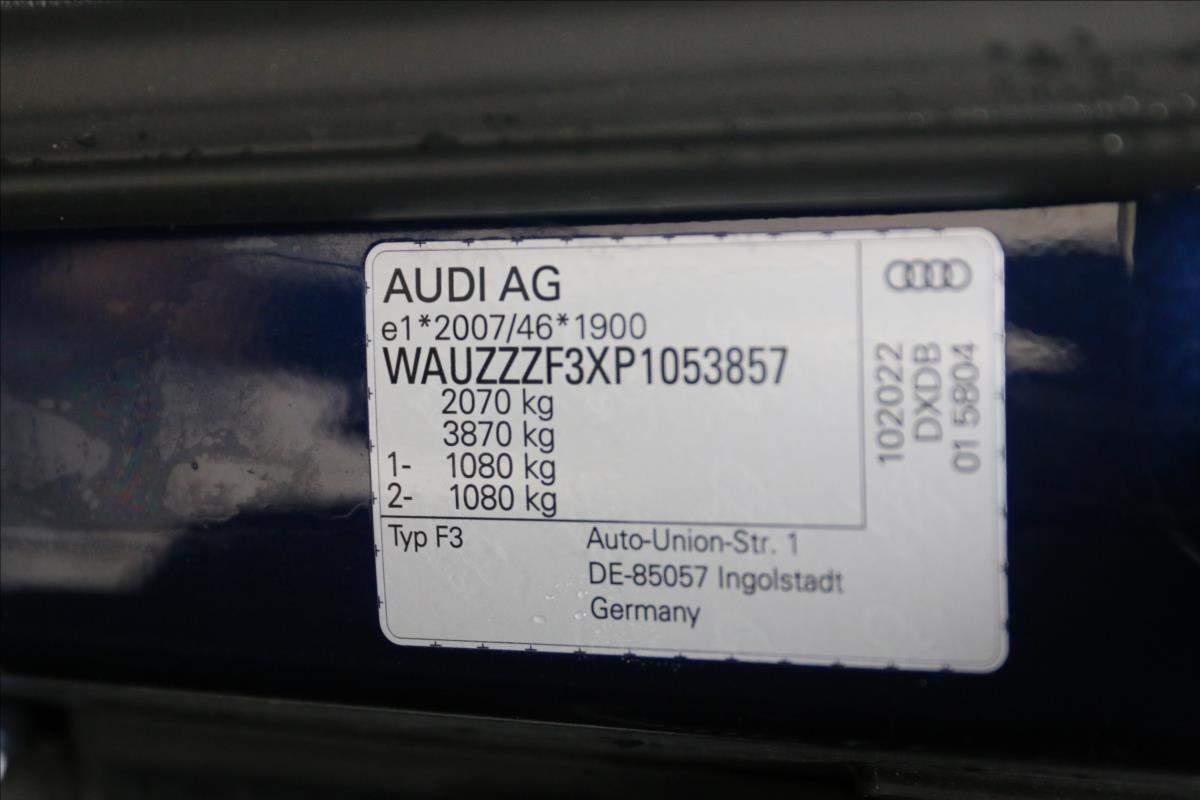 AUDI AG
e1*2007/46*1900
WAUZZZF3XP1053857
2070 kg
3870 kg
1- 1080 kg
2- 1080 kg
Typ F3
Auto-Union-Str. 1
DE-85057 Ingolstadt
Germany
102022
DXDB
01 5804